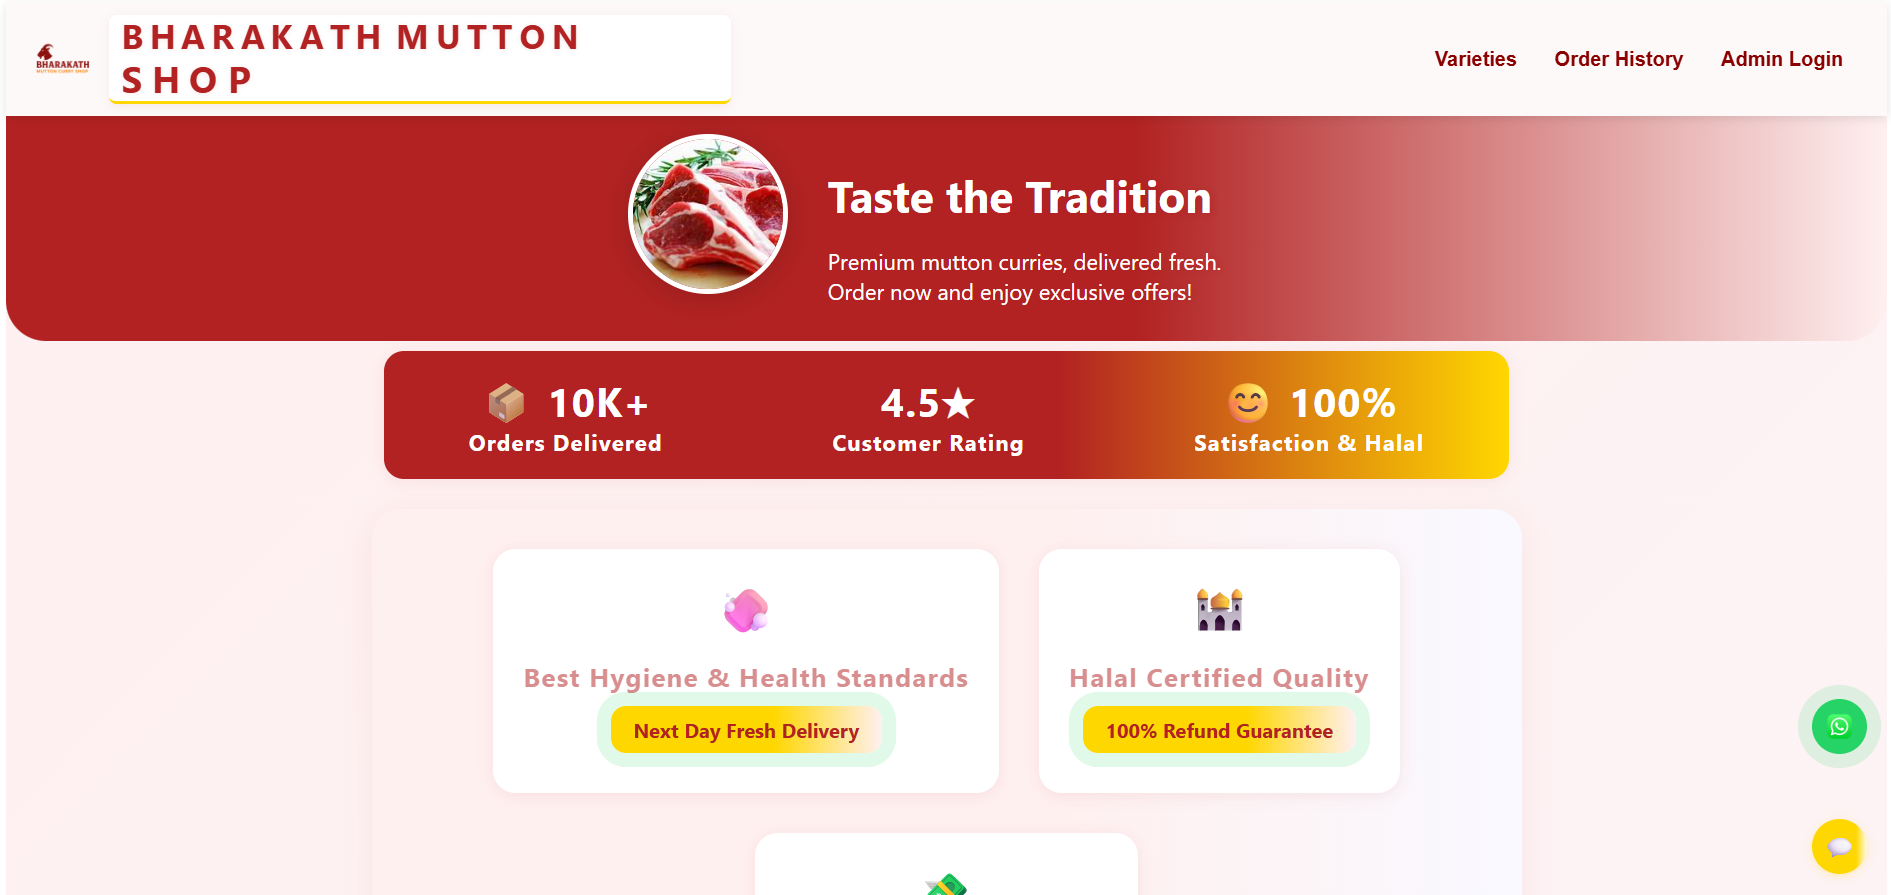 BHARAKATH
MUTTON CURRY SHOP
BHARAKATH MUTTON
SHOP
Varieties
Order History
Admin Login
Taste the Tradition
Premium mutton curries, delivered fresh.
Order now and enjoy exclusive offers!
📦 10K+
Orders Delivered
4.5★
Customer Rating
😊 100%
Satisfaction & Halal
Best Hygiene & Health Standards
Next Day Fresh Delivery
Halal Certified Quality
100% Refund Guarantee